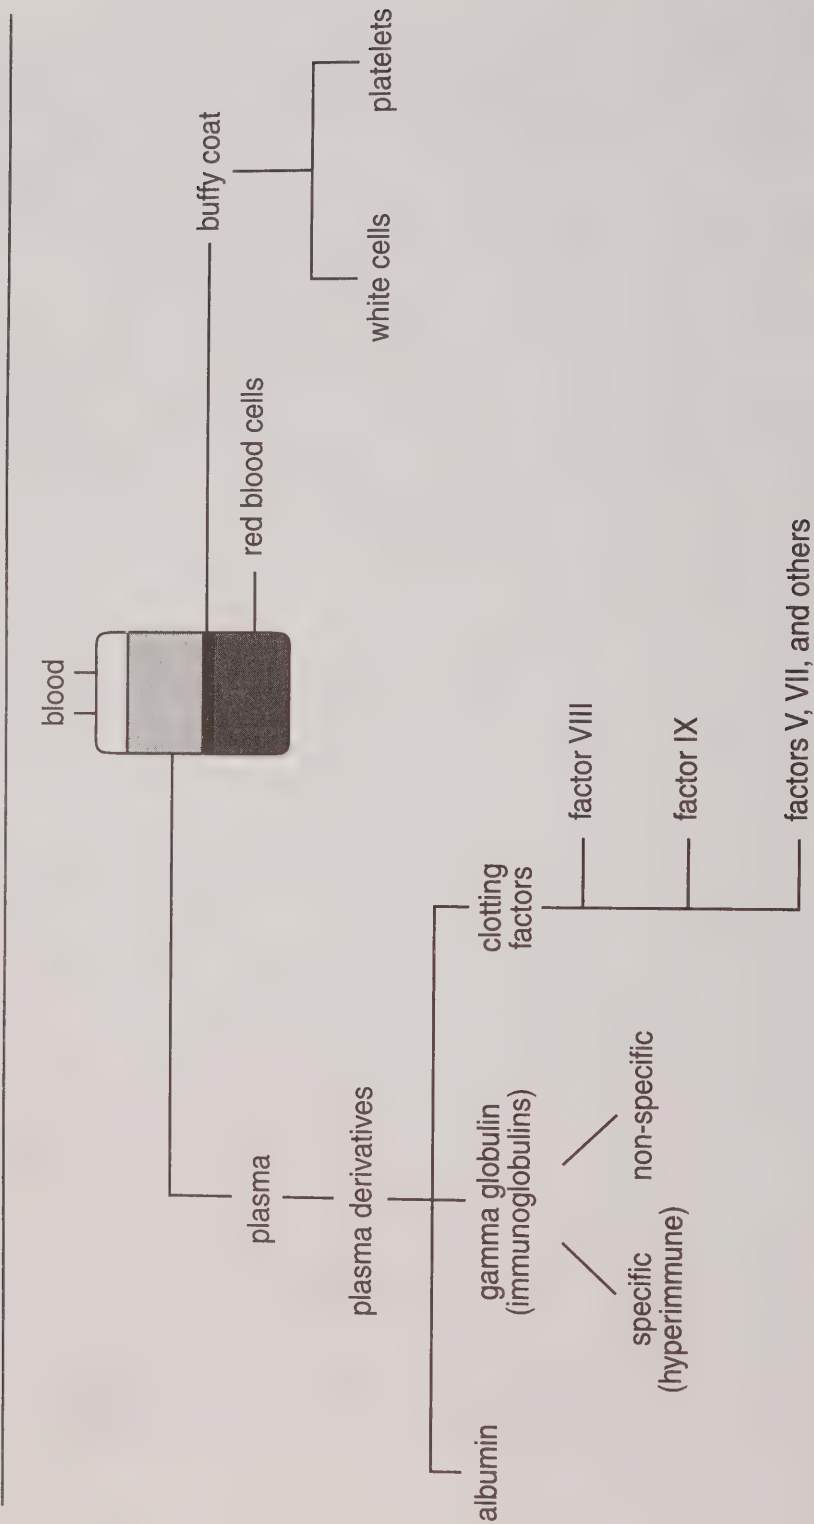 blood
plasma
red blood cells
buffy coat
plasma derivatives
white cells
platelets
albumin
gamma globulin
(immunoglobulins)
clotting
factors
specific
(hyperimmune)
non-specific
factor VIII
factor IX
factors V, VII, and others